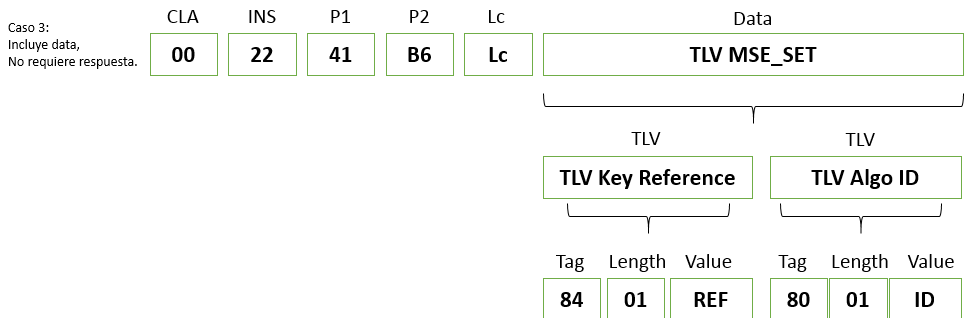 CLA INS P1 P2 Lc Data
Caso 3:
Incluye data,
No requiere respuesta.
00 22 41 B6 Lc TLV MSE_SET
TLV TLV
TLV Key Reference TLV Algo ID
Tag Length Value Tag Length Value
84 01 REF 80 01 ID